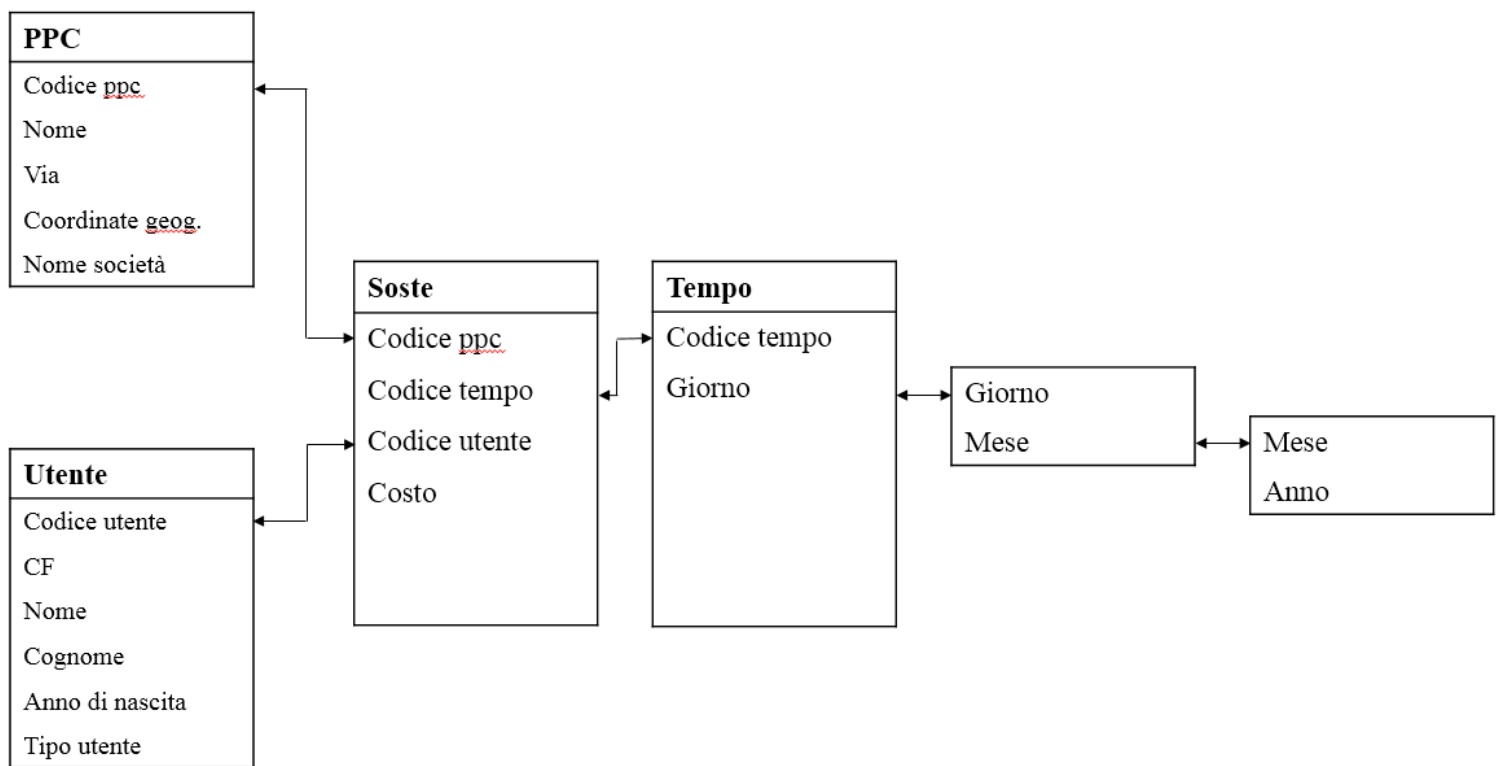 PPC
Codice ppc
Nome
Via
Coordinate geog.
Nome società
Utente
Codice utente
CF
Nome
Cognome
Anno di nascita
Tipo utente
Soste
Codice ppc
Codice tempo
Codice utente
Costo
Tempo
Codice tempo
Giorno
Giorno
Mese
Mese
Anno